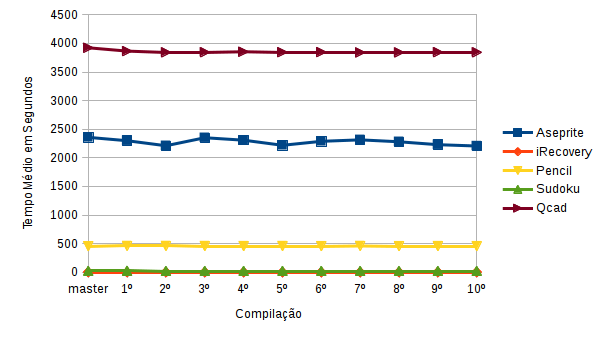 4500
4000
3500
3000
2500
2000
1500
1000
500
0
Tempo Médio em Segundos
master 1º 2º 3º 4º 5º 6º 7º 8º 9º 10º
Compilação
Aseprite
iRecovery
Pencil
Sudoku
Qcad